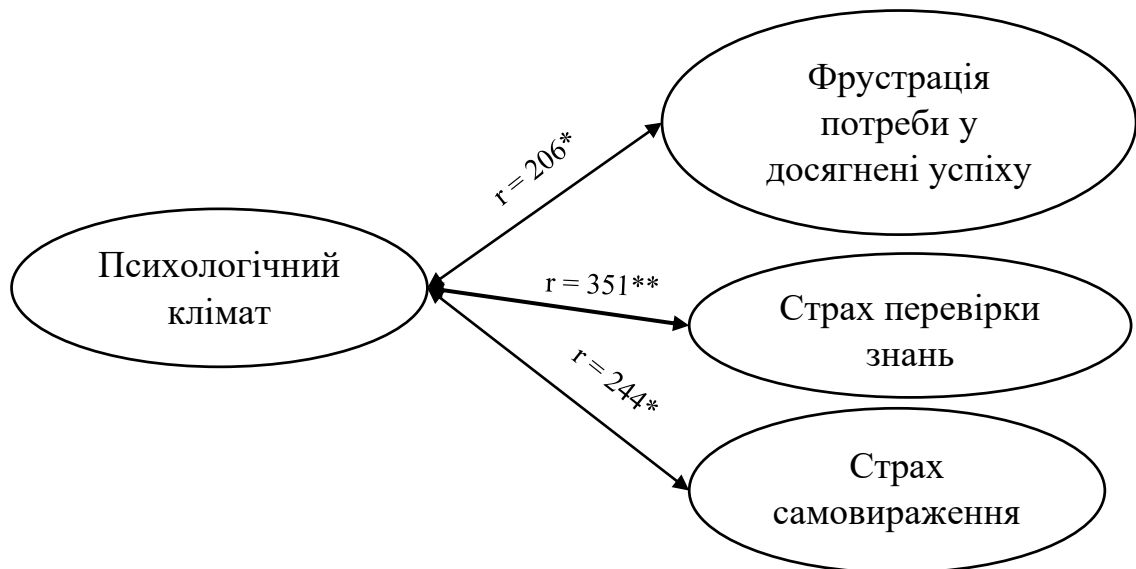 Фрустрація
потреби у
досягнені успіху
r = 206*
Психологічний
клімат
r = 351**
Страх перевірки
знань
r = 244*
Страх
самовираження